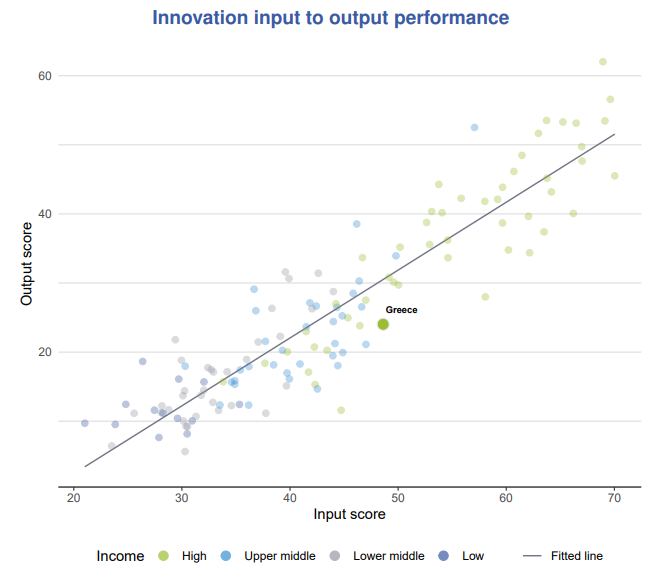 Innovation input to output performance
Output score
60
40
20
Greece
20 30 40 50 60 70
Input score
Income High Upper middle Lower middle Low Fitted line